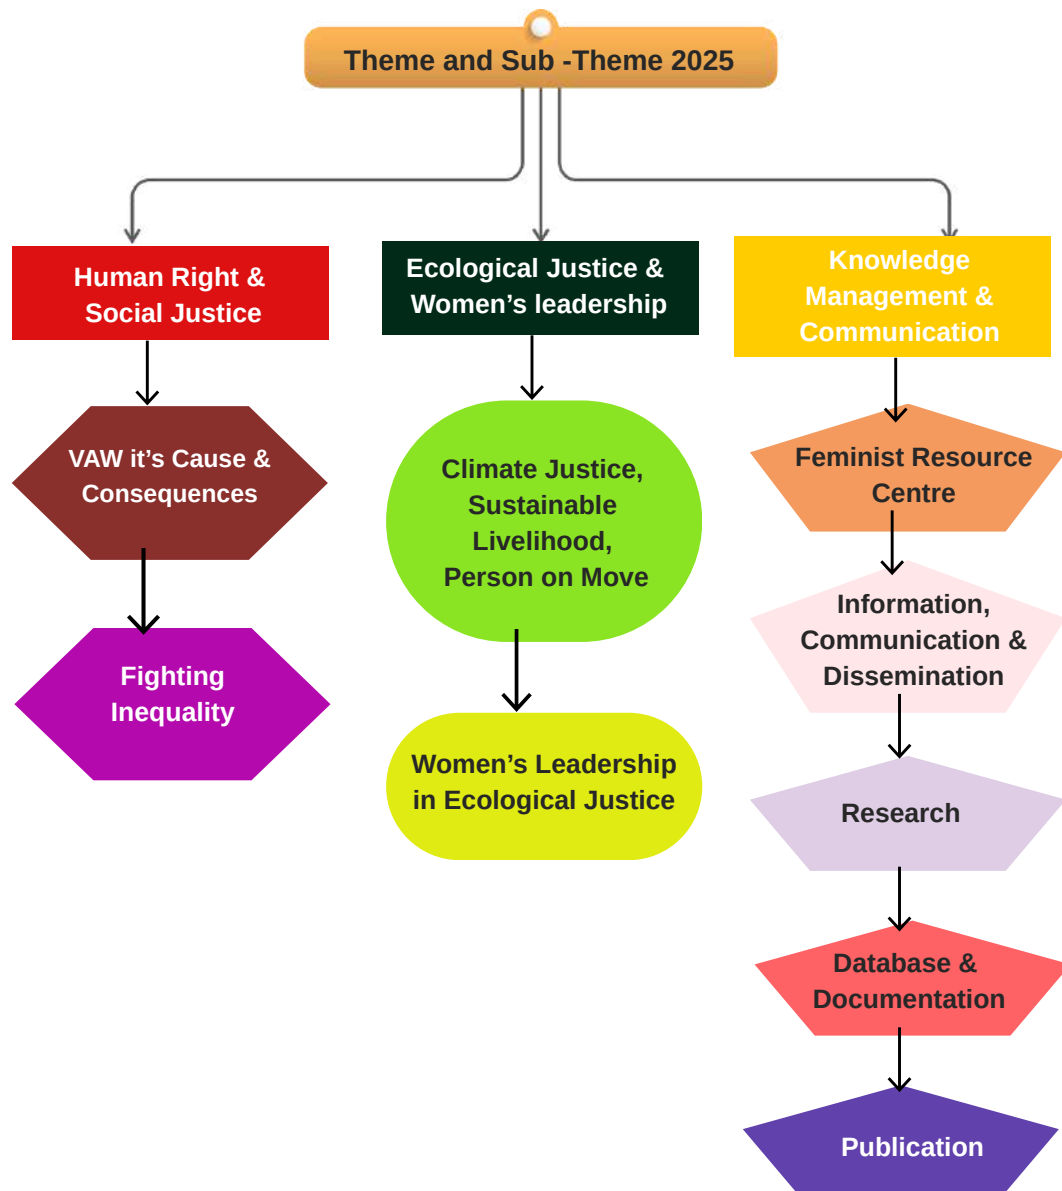 Theme and Sub -Theme 2025
Human Right &
Social Justice
VAW it's Cause &
Consequences
Fighting
Inequality
Ecological Justice &
Women’s leadership
Climate Justice,
Sustainable
Livelihood,
Person on Move
Women’s Leadership
in Ecological Justice
Knowledge
Management &
Communication
Feminist Resource
Centre
Information,
Communication &
Dissemination
Research
Database &
Documentation
Publication